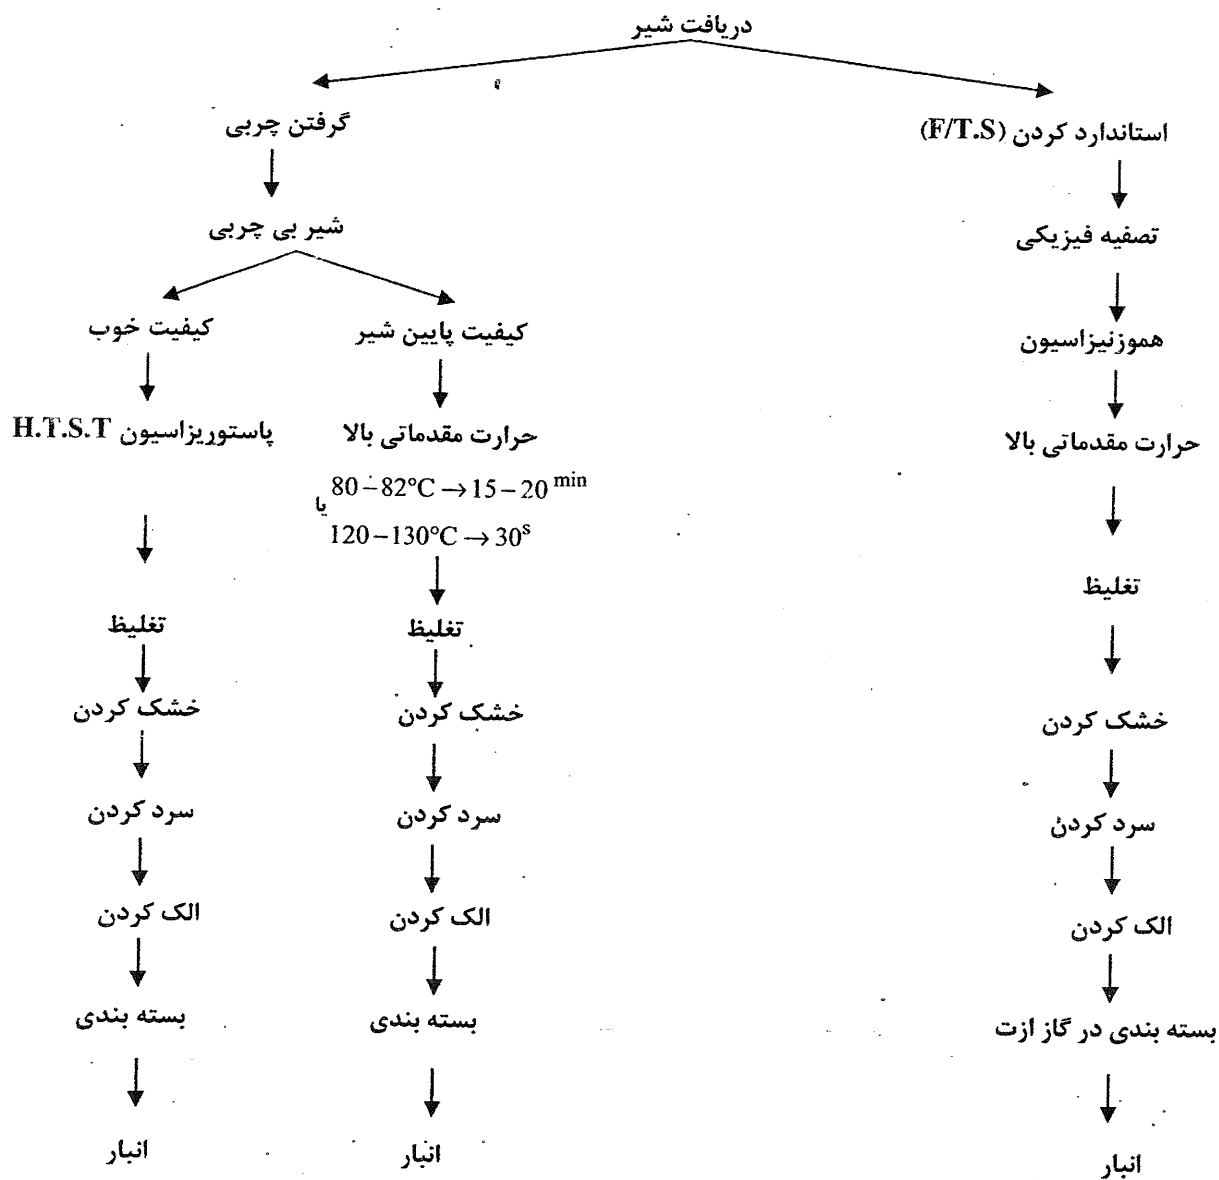 دریافت شیر
استاندارد کردن (F/T.S)
تصفیه فیزیکی
هموژنیزاسیون
حرارت مقدماتی بالا
تغلیظ
خشک کردن
سرد کردن
الک کردن
بسته بندی در گاز ازت
انبار
گرفتن چربی
شیر بی چربی
کیفیت پایین شیر
حرارت مقدماتی بالا
80–82°C → 15–20 min
یا
120–130°C → 30s
تغلیظ
خشک کردن
سرد کردن
الک کردن
بسته بندی
انبار
کیفیت خوب
پاستوریزاسیون H.T.S.T
تغلیظ
خشک کردن
سرد کردن
الک کردن
بسته بندی
انبار